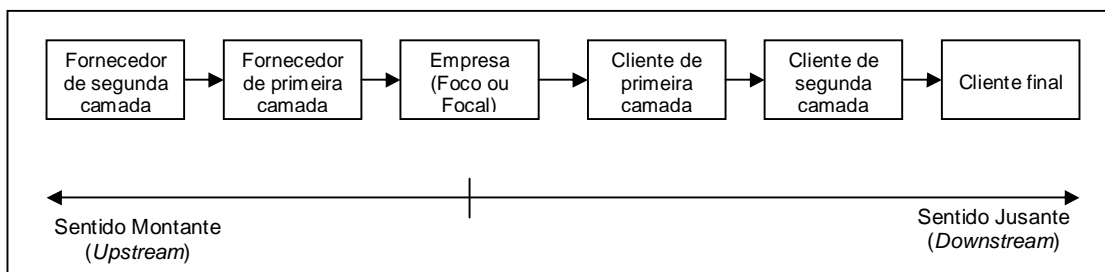 Fornecedor
de segunda
camada
Fornecedor
de primeira
camada
Empresa
(Foco ou
Focal)
Cliente de
primeira
camada
Cliente de
segunda
camada
Cliente final
Sentido Montante
(Upstream)
Sentido Jusante
(Downstream)